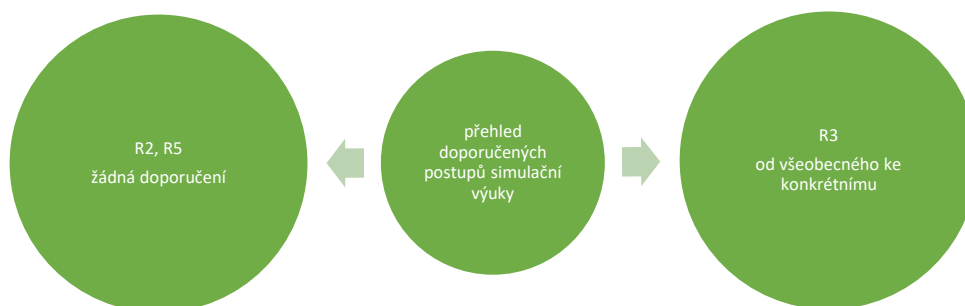 R2, R5
žádná doporučení
přehled
doporučených
postupů simulační
výuky
R3
od všeobecného ke
konkrétnímu